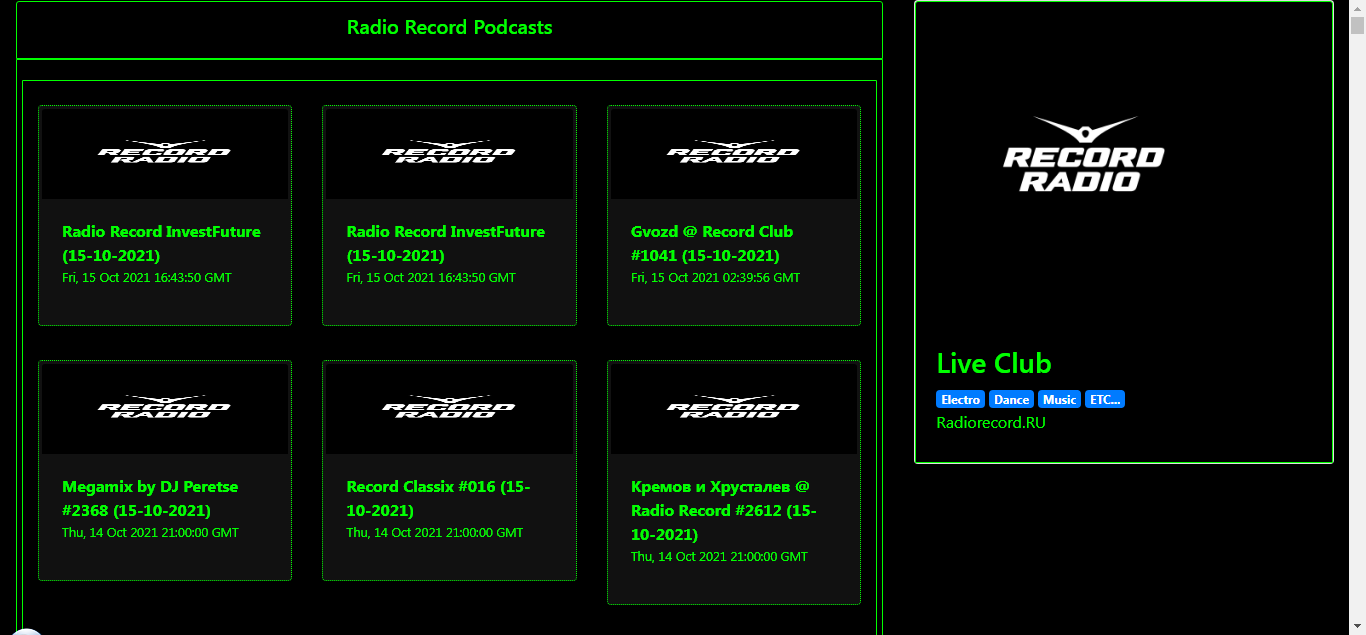 Radio Record Podcasts
RECORD
RADIO
Radio Record InvestFuture
(15-10-2021)
Fri, 15 Oct 2021 16:43:50 GMT
RECORD
RADIO
Radio Record InvestFuture
(15-10-2021)
Fri, 15 Oct 2021 16:43:50 GMT
RECORD
RADIO
Gvozd @ Record Club
#1041 (15-10-2021)
Fri, 15 Oct 2021 02:39:56 GMT
RECORD
RADIO
Megamix by DJ Peretse
#2368 (15-10-2021)
Thu, 14 Oct 2021 21:00:00 GMT
RECORD
RADIO
Record Classix #016 (15-
10-2021)
Thu, 14 Oct 2021 21:00:00 GMT
RECORD
RADIO
Кремов и Хрусталев @
Radio Record #2612 (15-
10-2021)
Thu, 14 Oct 2021 21:00:00 GMT
RECORD
RADIO
Live Club
Electro Dance Music ETC...
Radiorecord.RU